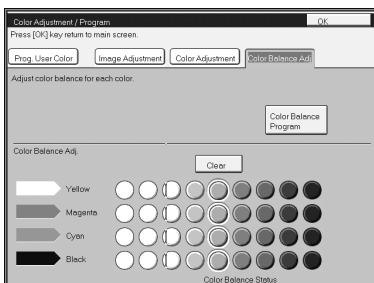 Color Adjustment / Program OK
Press [OK] key return to main screen.
Prog. User Color Image Adjustment Color Adjustment Color Balance Adj.
Adjust color balance for each color.
Color Balance
Program
Color Balance Adj.
Clear
Yellow
Magenta
Cyan
Black
Color Balance Status